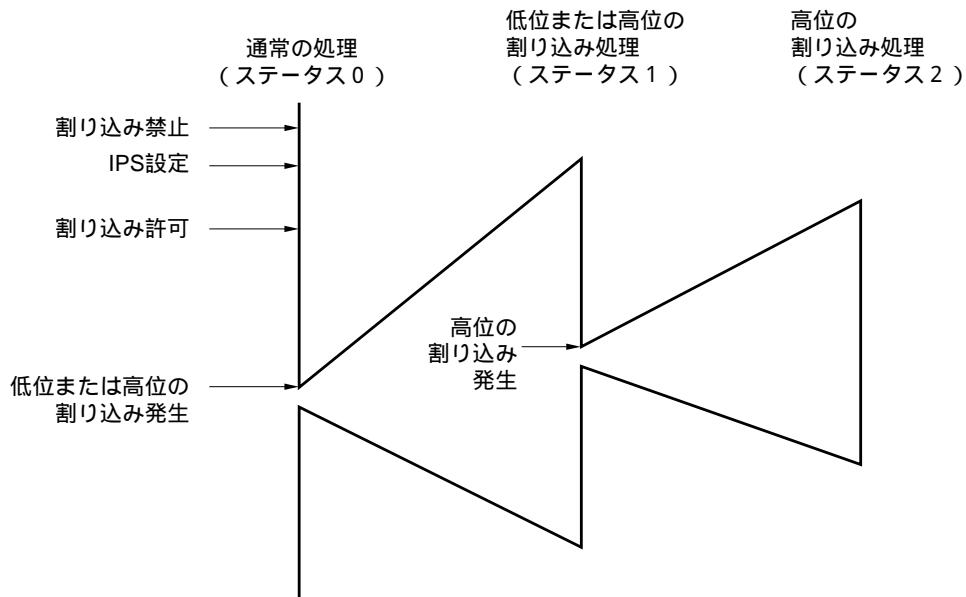 通常の処理
（ステータス0）
低位または高位の
割り込み処理
（ステータス1）
高位の
割り込み処理
（ステータス2）
割り込み禁止
IPS設定
割り込み許可
高位の
割り込み
発生
低位または高位の
割り込み発生